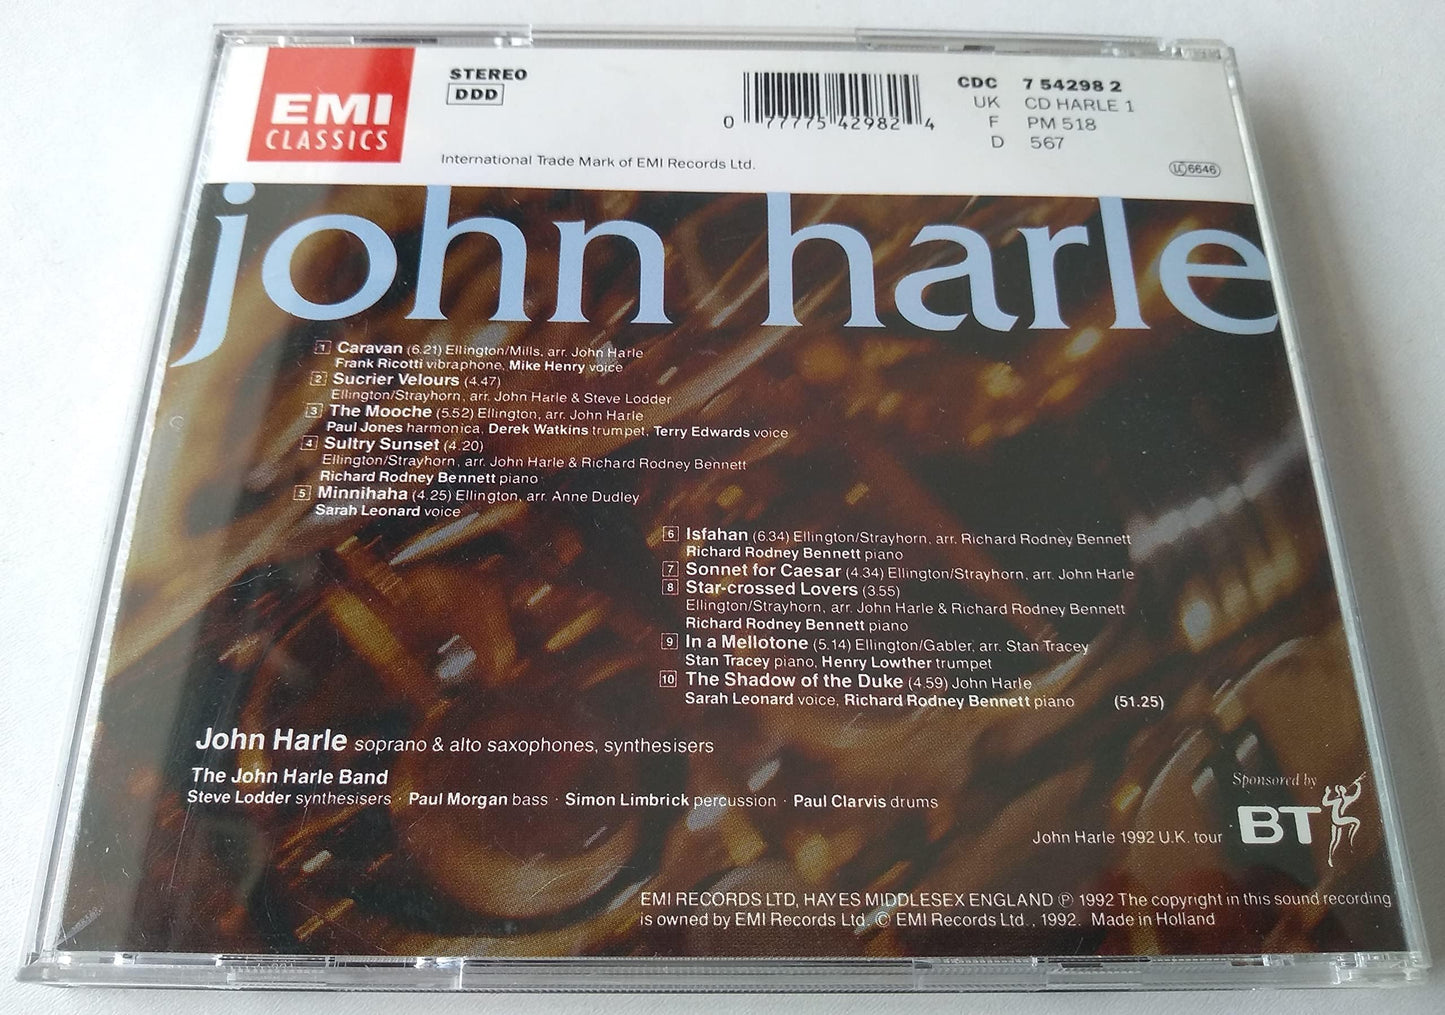 EMI
CLASSICS
STEREO
DDD
International Trade Mark of EMI Records Ltd.
0 77775 42982 4
CDC 7 54298 2
UK CD HARLE 1
F PM 518
D 567
LC 6646
john harle
1 Caravan (6.21) Ellington/Mills, arr. John Harle
Frank Ricotti vibraphone, Mike Henry voice
2 Sucrier Velours (4.47)
Ellington/Strayhorn, arr. John Harle & Steve Lodder
3 The Mooche (5.52) Ellington, arr. John Harle
Paul Jones harmonica, Derek Watkins trumpet, Terry Edwards voice
4 Sultry Sunset (4.20)
Ellington/Strayhorn, arr. John Harle & Richard Rodney Bennett
Richard Rodney Bennett piano
5 Minnihaha (4.25) Ellington, arr. Anne Dudley
Sarah Leonard voice
6 Isfahan (6.34) Ellington/Strayhorn, arr. Richard Rodney Bennett
Richard Rodney Bennett piano
7 Sonnet for Caesar (4.34) Ellington/Strayhorn, arr. John Harle
8 Star-crossed Lovers (3.55)
Ellington/Strayhorn, arr. John Harle & Richard Rodney Bennett
Richard Rodney Bennett piano
9 In a Mellotone (5.14) Ellington/Gabler, arr. Stan Tracey
Stan Tracey piano, Henry Lowther trumpet
10 The Shadow of the Duke (4.59) John Harle
Sarah Leonard voice, Richard Rodney Bennett piano (51.25)
John Harle soprano & alto saxophones, synthesisers
The John Harle Band
Steve Lodder synthesisers · Paul Morgan bass · Simon Limbrick percussion · Paul Clarvis drums
Sponsored by
BT
John Harle 1992 U.K. tour
EMI RECORDS LTD, HAYES MIDDLESEX ENGLAND ℗ 1992 The copyright in this sound recording
is owned by EMI Records Ltd. © EMI Records Ltd., 1992. Made in Holland